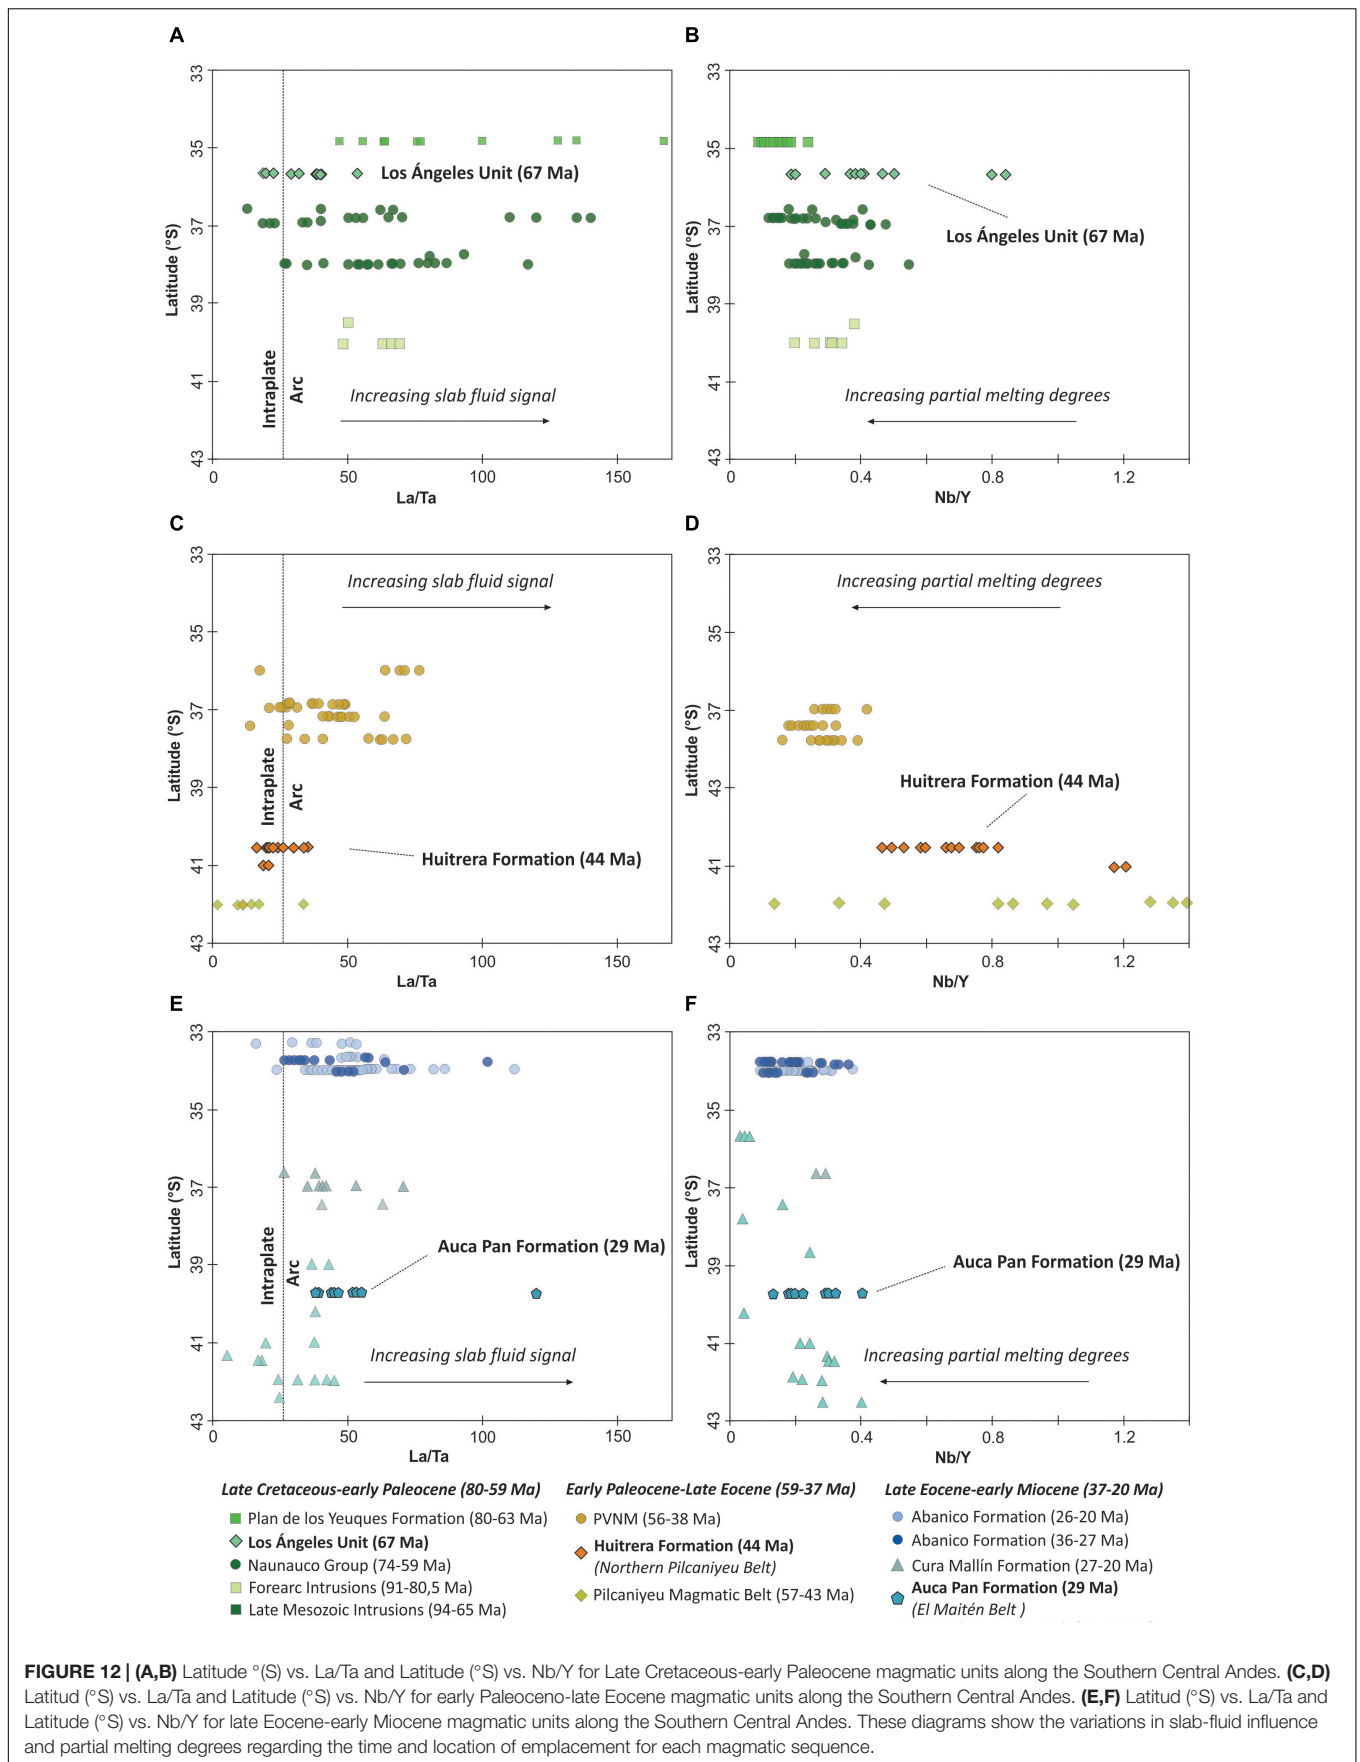 A
B
33
35
37
39
41
43
Latitude (°S)
Los Ángeles Unit (67 Ma)
Intraplate
Arc
Increasing slab fluid signal
0
50
100
150
La/Ta
33
35
37
39
41
43
Latitude (°S)
Los Ángeles Unit (67 Ma)
Increasing partial melting degrees
0
0.4
0.8
1.2
Nb/Y
C
D
33
35
37
39
41
43
Latitude (°S)
Increasing slab fluid signal
Intraplate
Arc
Huitrera Formation (44 Ma)
0
50
100
150
La/Ta
33
35
37
43
41
43
Latitude (°S)
Increasing partial melting degrees
Huitrera Formation (44 Ma)
0
0.4
0.8
1.2
Nb/Y
E
F
33
35
37
39
41
43
Latitude (°S)
Intraplate
Arc
Auca Pan Formation (29 Ma)
Increasing slab fluid signal
0
50
100
150
La/Ta
33
35
37
39
41
43
Latitude (°S)
Auca Pan Formation (29 Ma)
Increasing partial melting degrees
0
0.4
0.8
1.2
Nb/Y
Late Cretaceous-early Paleocene (80-59 Ma)
Plan de los Yeuques Formation (80-63 Ma)
Los Ángeles Unit (67 Ma)
Naunauco Group (74-59 Ma)
Forearc Intrusions (91-80,5 Ma)
Late Mesozoic Intrusions (94-65 Ma)
Early Paleocene-Late Eocene (59-37 Ma)
PVNM (56-38 Ma)
Huitrera Formation (44 Ma)
(Northern Pilcaniyeu Belt)
Pilcaniyeu Magmatic Belt (57-43 Ma)
Late Eocene-early Miocene (37-20 Ma)
Abanico Formation (26-20 Ma)
Abanico Formation (36-27 Ma)
Cura Mallín Formation (27-20 Ma)
Auca Pan Formation (29 Ma)
(El Maitén Belt )
FIGURE 12 | (A,B) Latitude °(S) vs. La/Ta and Latitude (°S) vs. Nb/Y for Late Cretaceous-early Paleocene magmatic units along the Southern Central Andes. (C,D)
Latitud (°S) vs. La/Ta and Latitude (°S) vs. Nb/Y for early Paleoceno-late Eocene magmatic units along the Southern Central Andes. (E,F) Latitud (°S) vs. La/Ta and
Latitude (°S) vs. Nb/Y for late Eocene-early Miocene magmatic units along the Southern Central Andes. These diagrams show the variations in slab-fluid influence
and partial melting degrees regarding the time and location of emplacement for each magmatic sequence.